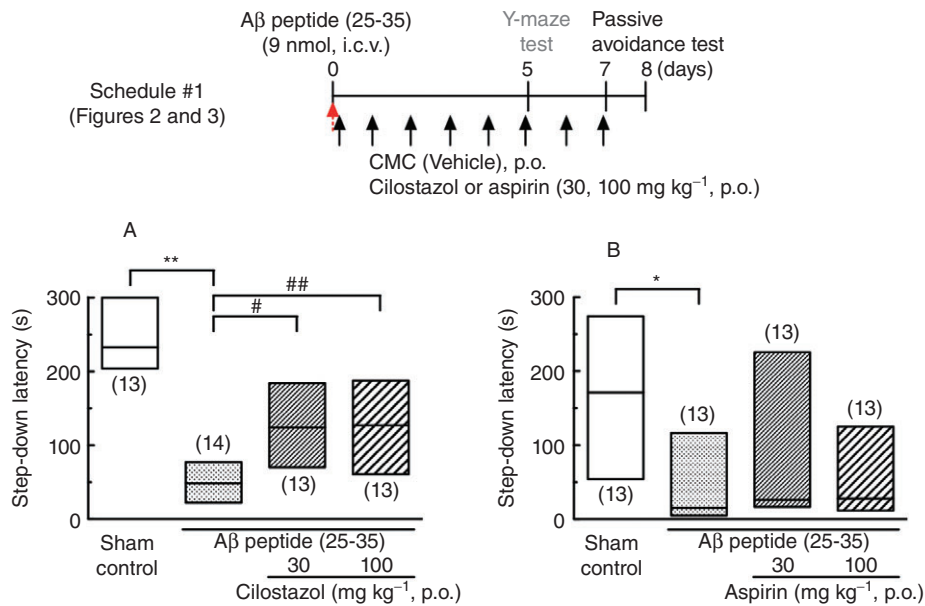 Aβ peptide (25-35)
(9 nmol, i.c.v.)
Y-maze
test
Passive
avoidance test
0
5
7
8 (days)
Schedule #1
(Figures 2 and 3)
CMC (Vehicle), p.o.
Cilostazol or aspirin (30, 100 mg kg⁻¹, p.o.)
A
Step-down latency (s)
300
200
100
0
**
##
#
(13)
(14)
(13)
(13)
Sham
control
Aβ peptide (25-35)
30
100
Cilostazol (mg kg⁻¹, p.o.)
B
Step-down latency (s)
300
200
100
0
*
(13)
(13)
(13)
(13)
Sham
control
Aβ peptide (25-35)
30
100
Aspirin (mg kg⁻¹, p.o.)